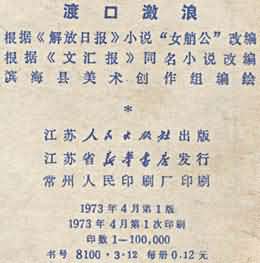 渡口激浪
根据《解放日报》小说“女艄公”改编
根据《文汇报》同名小说改编
滨海县美术创作组编绘
*
江苏人民出版社出版
江苏省新华书店发行
常州人民印刷厂印刷
1973年4月第1版
1973年4月第1次印刷
印数1—100,000
书号8100·3·12 每册0.12元